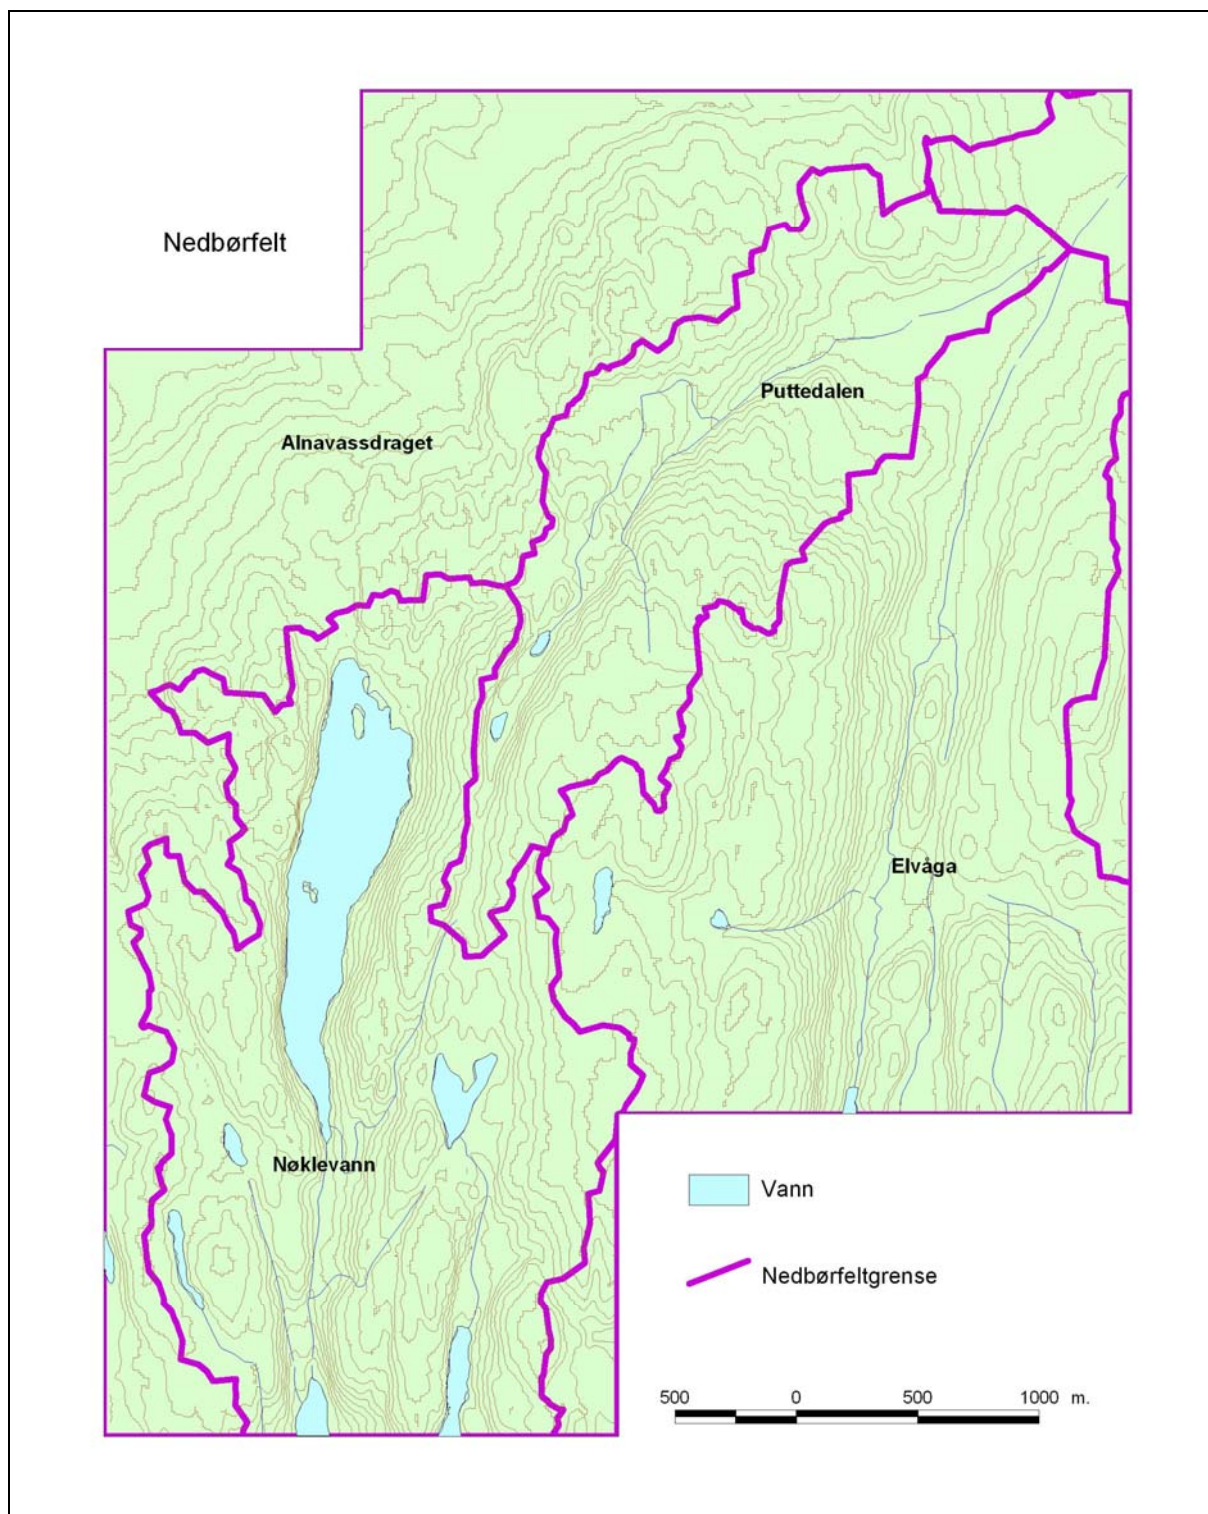 Nedbørfelt
Puttedalen
Alnavassdraget
Elvåga
Nøklevann
Vann
Nedbørfeltgrense
500 0 500 1000 m.